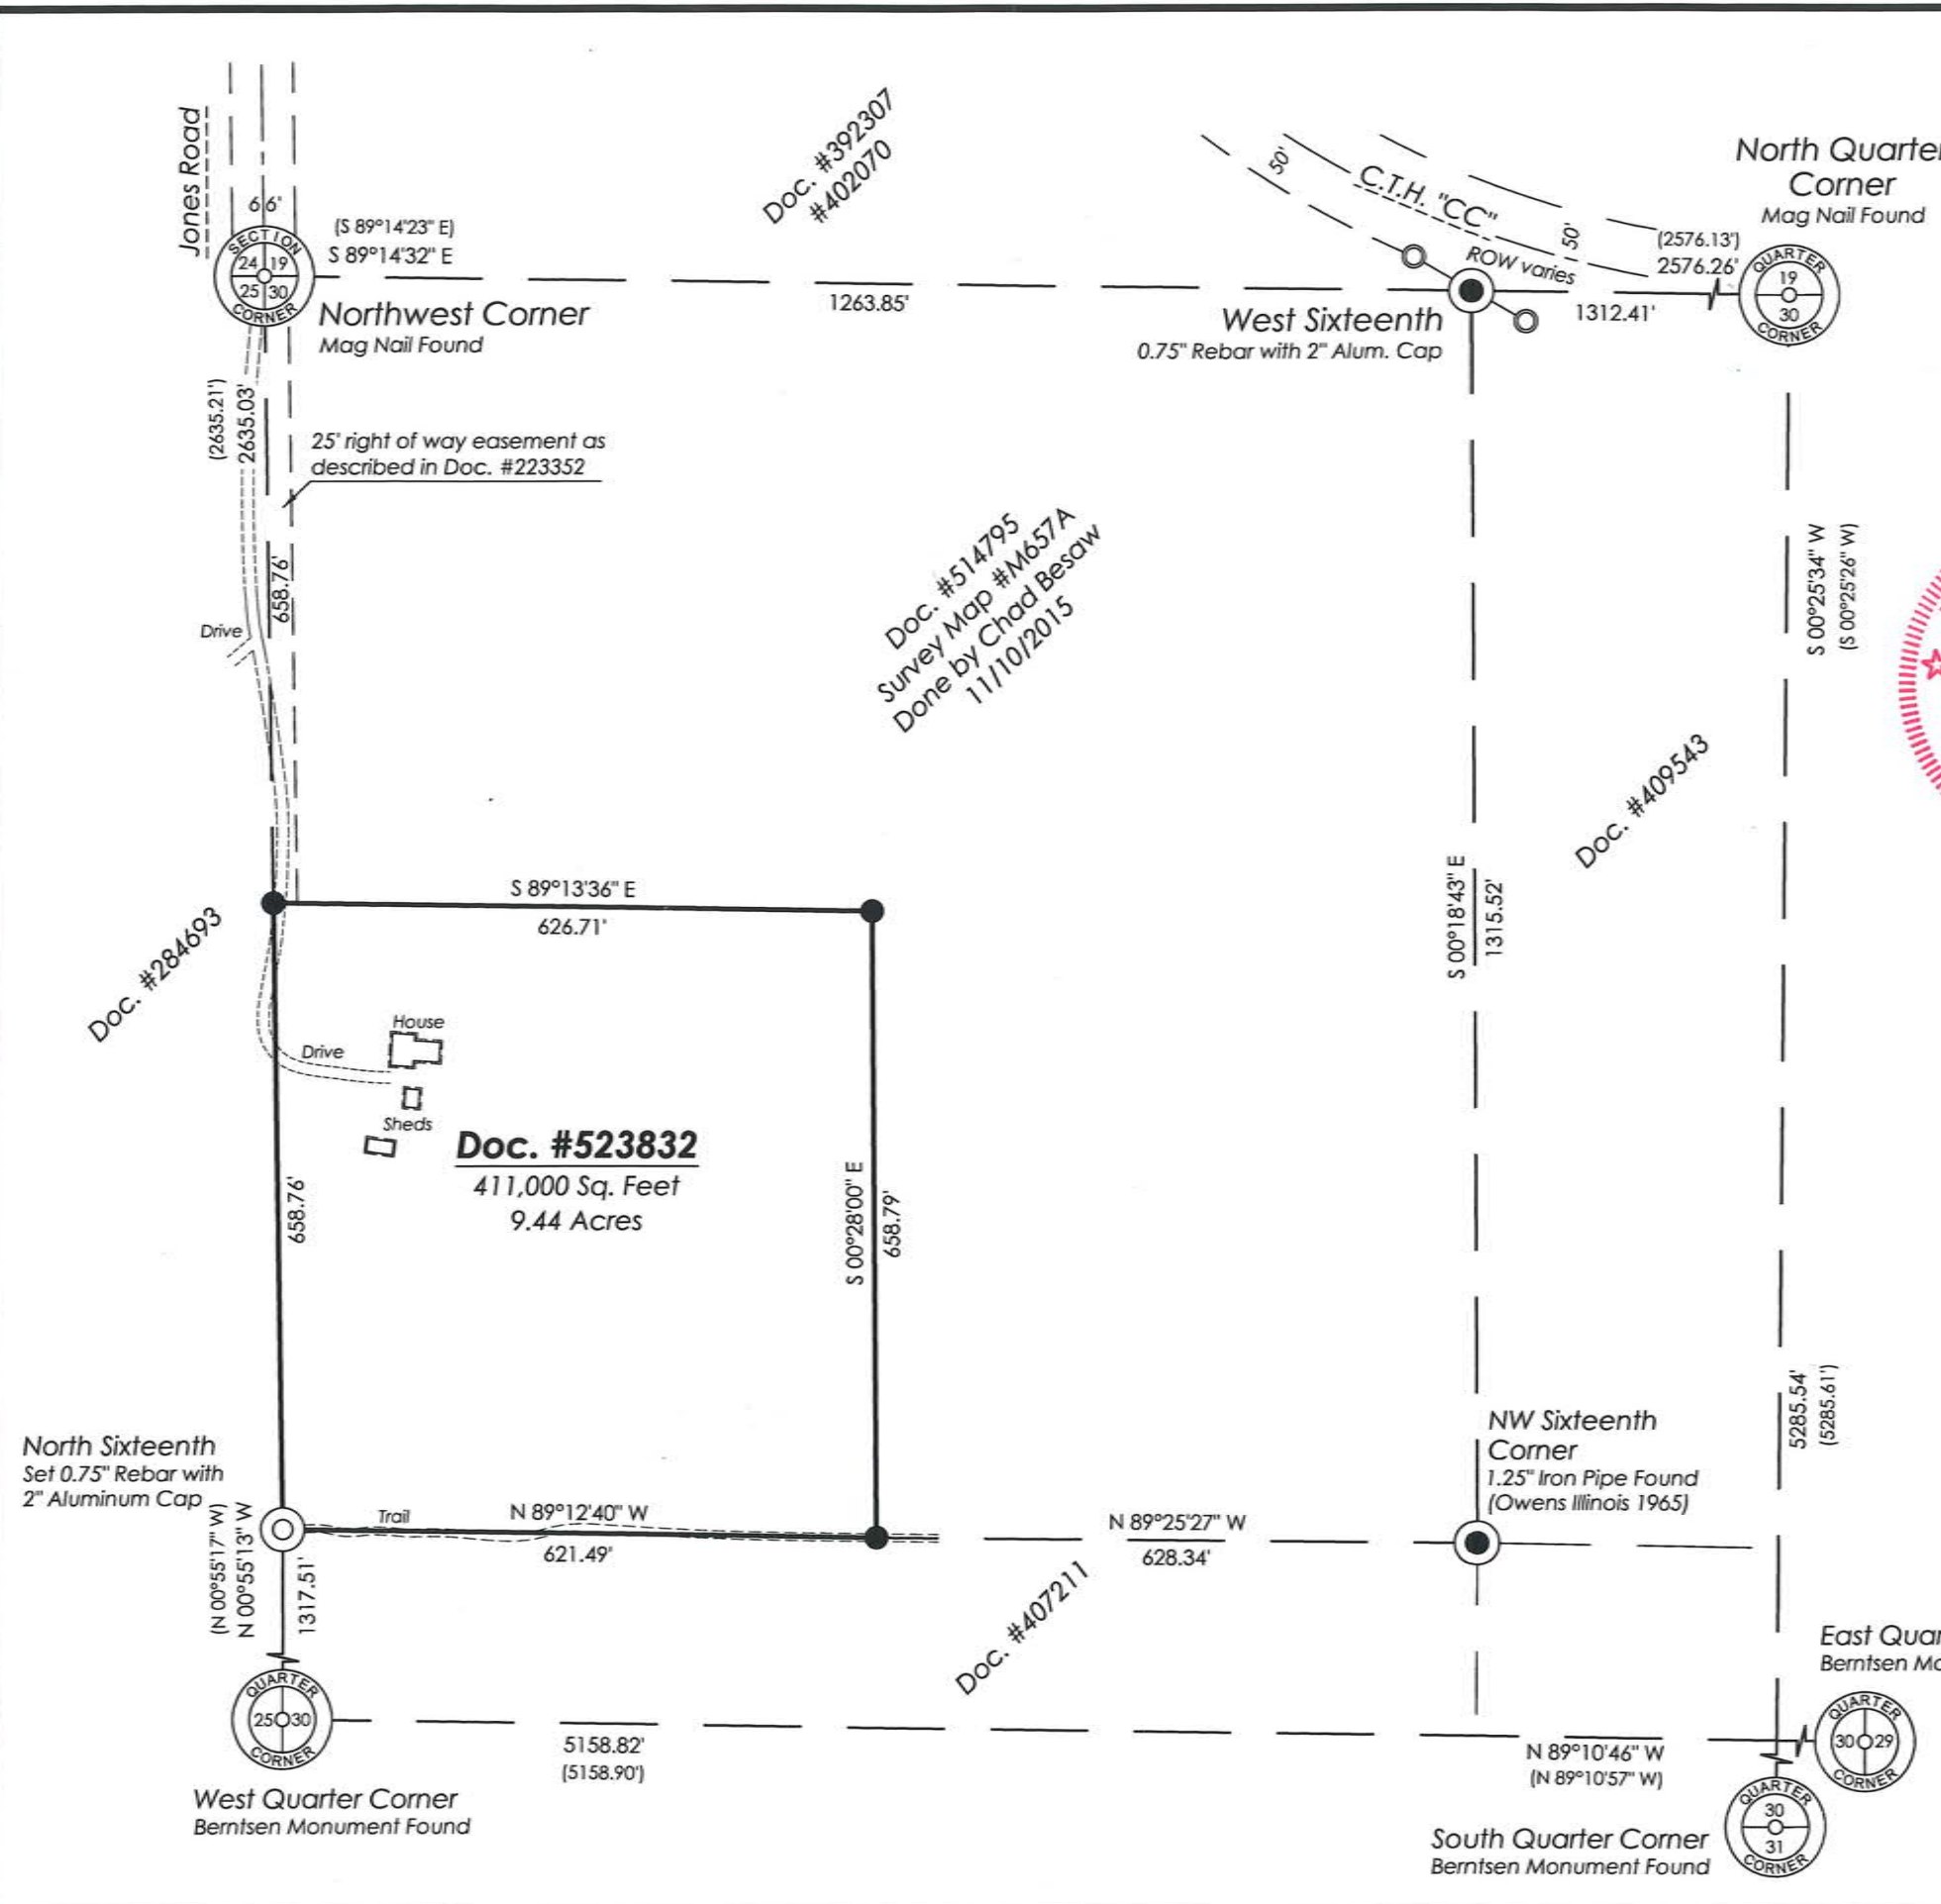 Jones Road
66'
SECTION
24 19
25 30
CORNER
(S 89°14'23" E)
S 89°14'32" E
Northwest Corner
Mag Nail Found
Doc. #392307
#402070
1263.85'
50'
C.T.H. "CC"
50'
ROW varies
West Sixteenth
0.75" Rebar with 2" Alum. Cap
1312.41'
(2576.13')
2576.26'
North Quarter
Corner
Mag Nail Found
QUARTER
19
30
CORNER
(2635.21')
2635.03'
25' right of way easement as
described in Doc. #223352
658.76'
Drive
Doc. #514795
Survey Map #M657A
Done by Chad Besaw
11/10/2015
S 00°25'34" W
(S 00°25'26" W)
Doc. #409543
S 00°18'43" E
1315.52'
S 89°13'36" E
626.71'
Doc. #284693
House
Drive
Sheds
Doc. #523832
411,000 Sq. Feet
9.44 Acres
658.76'
S 00°28'00" E
658.79'
5285.54'
(5285.61')
North Sixteenth
Set 0.75" Rebar with
2" Aluminum Cap
Trail
N 89°12'40" W
621.49'
N 89°25'27" W
628.34'
NW Sixteenth
Corner
1.25" Iron Pipe Found
(Owens Illinois 1965)
(N 00°55'17" W)
N 00°55'13" W
1317.51'
Doc. #407211
QUARTER
25 30
CORNER
West Quarter Corner
Berntsen Monument Found
5158.82'
(5158.90')
N 89°10'46" W
(N 89°10'57" W)
East Quar
Berntsen Mo
QUARTER
30 29
CORNER
South Quarter Corner
Berntsen Monument Found
QUARTER
30
31
CORNER